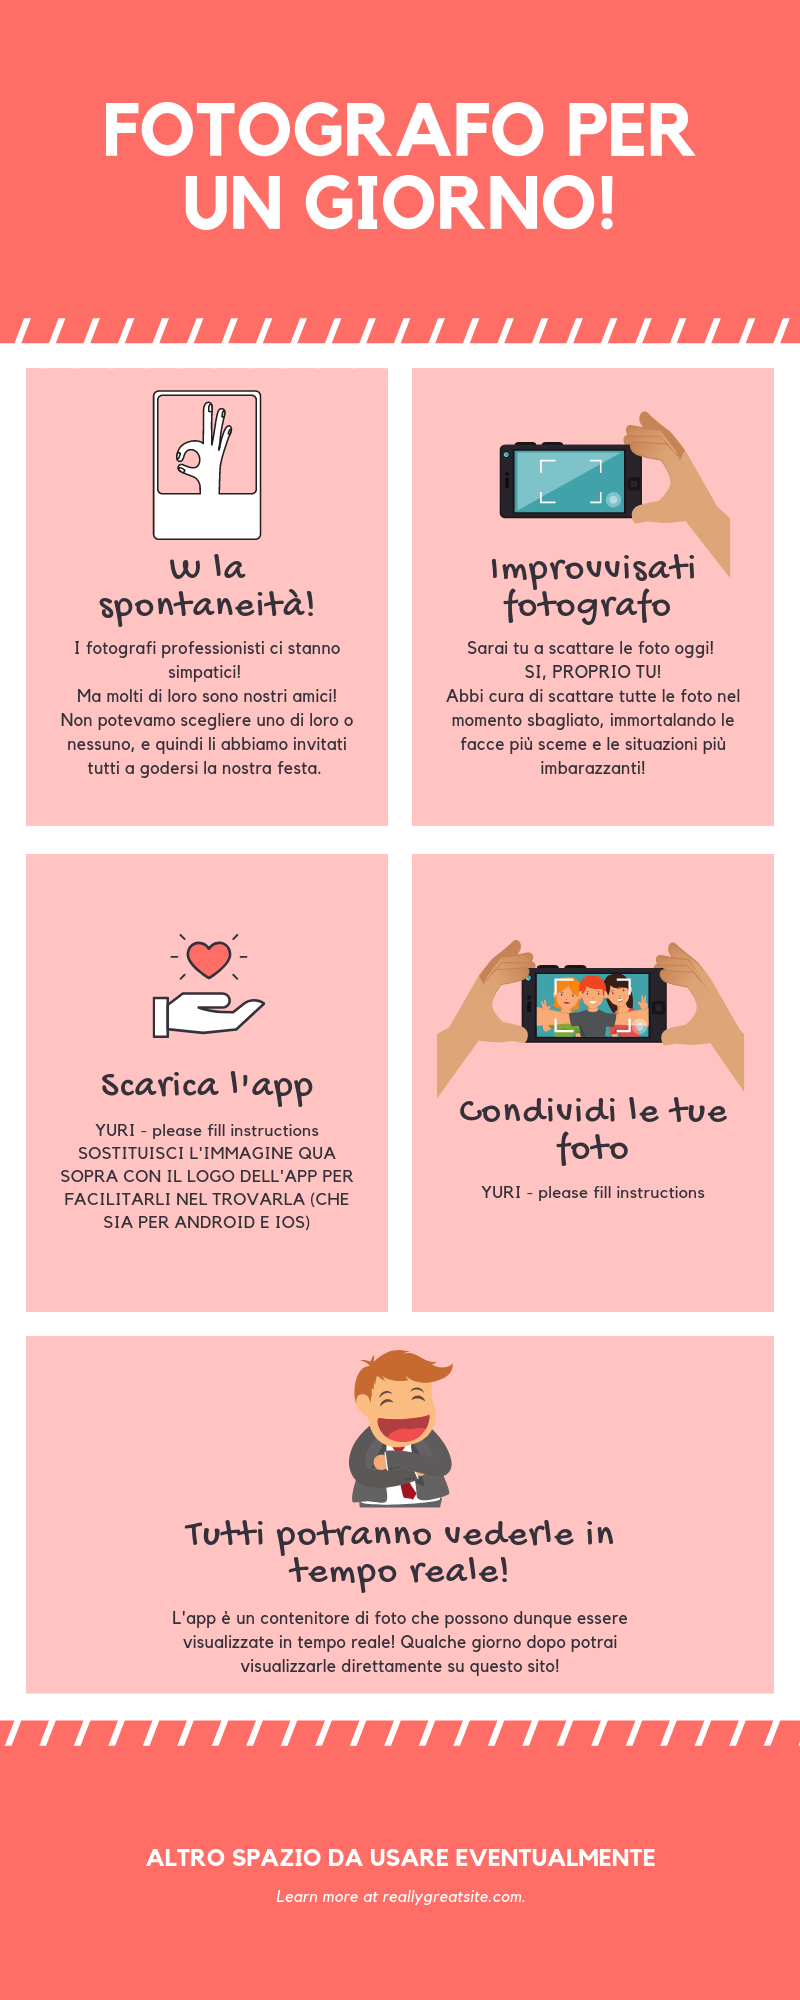 FOTOGRAFO PER
UN GIORNO!
W la
spontaneità!
I fotografi professionisti ci stanno
simpatici!
Ma molti di loro sono nostri amici!
Non potevamo scegliere uno di loro o
nessuno, e quindi li abbiamo invitati
tutti a godersi la nostra festa.
Improvvisati
fotografo
Sarai tu a scattare le foto oggi!
SI, PROPRIO TU!
Abbi cura di scattare tutte le foto nel
momento sbagliato, immortalando le
facce più sceme e le situazioni più
imbarazzanti!
Scarica l'app
YURI - please fill instructions
SOSTITUISCI L'IMMAGINE QUA
SOPRA CON IL LOGO DELL'APP PER
FACILITARLI NEL TROVARLA (CHE
SIA PER ANDROID E IOS)
Condividi le tue
foto
YURI - please fill instructions
Tutti potranno vederle in
tempo reale!
L'app è un contenitore di foto che possono dunque essere
visualizzate in tempo reale! Qualche giorno dopo potrai
visualizzarle direttamente su questo sito!
ALTRO SPAZIO DA USARE EVENTUALMENTE
Learn more at reallygreatsite.com.